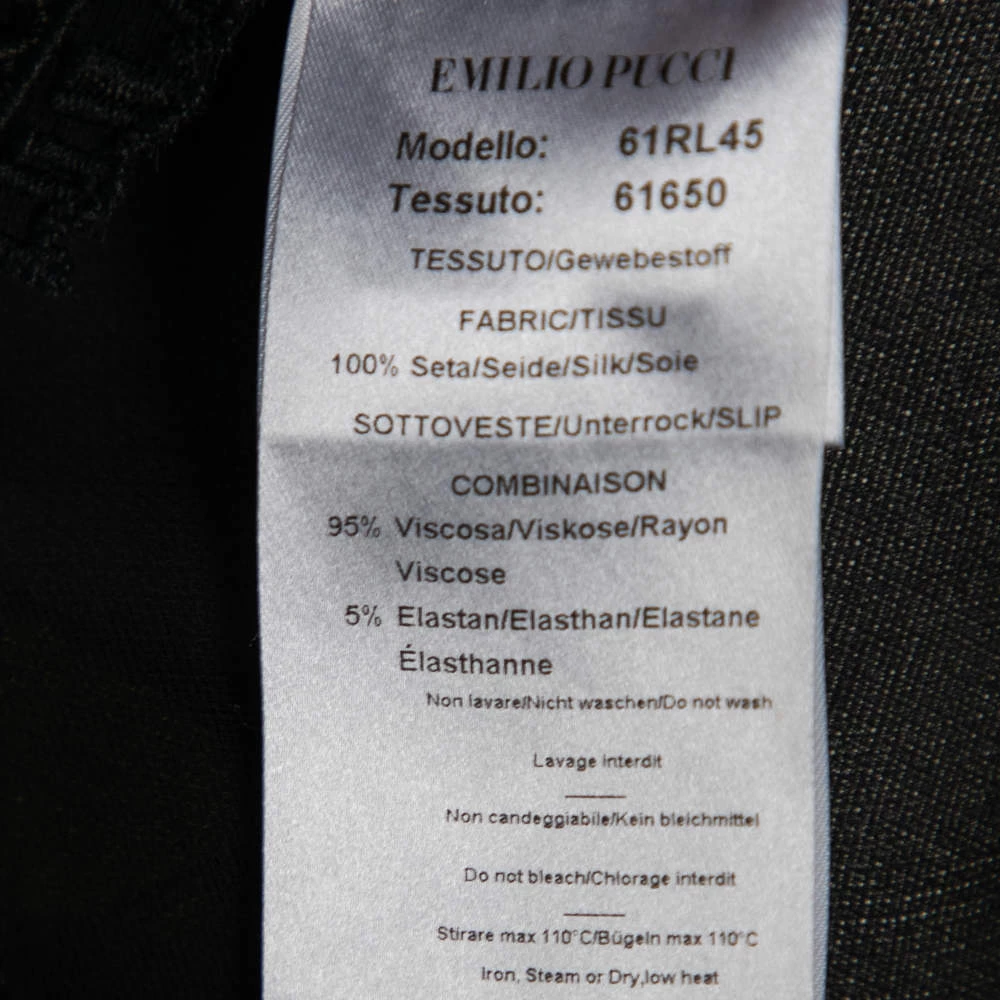 EMILIO PUCCI
Modello: 61RL45
Tessuto: 61650
TESSUTO/Gewebestoff
FABRIC/TISSU
100% Seta/Seide/Silk/Soie
SOTTOVESTE/Unterrock/SLIP
COMBINAISON
95% Viscosa/Viskose/Rayon
Viscose
5% Elastan/Elasthan/Elastane
Élasthanne
Non lavare/Nicht waschen/Do not wash
Lavage interdit
Non candeggiabile/Kein bleichmittel
Do not bleach/Chlorage interdit
Stirare max 110°C/Bügeln max 110°C
Iron, Steam or Dry,low heat